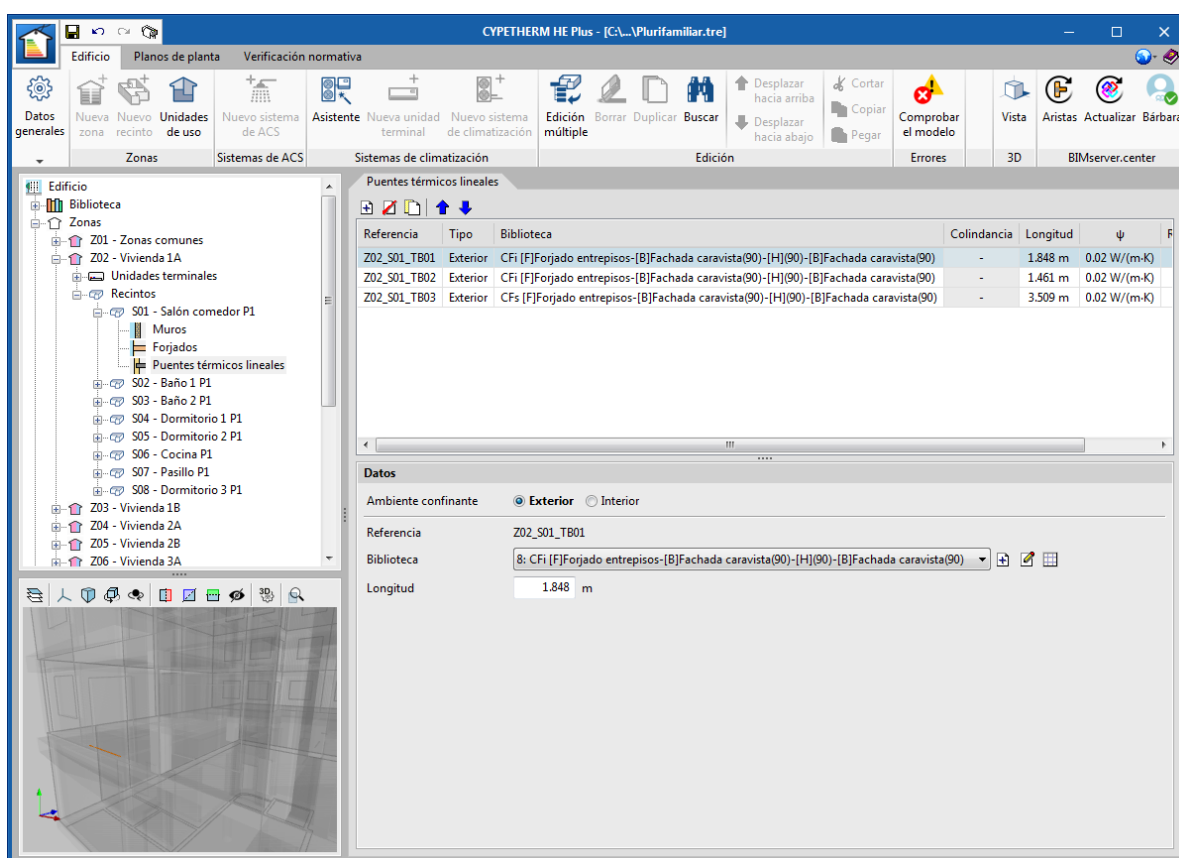 CYPETHERM HE Plus - [C:\...\Plurifamiliar.tre]
Edificio Planos de planta Verificación normativa
Datos generales
Nueva zona
Nuevo recinto
Unidades de uso
Nuevo sistema de ACS
Asistente
Nueva unidad terminal
Nuevo sistema de climatización
Edición múltiple
Borrar
Duplicar
Buscar
Desplazar hacia arriba
Desplazar hacia abajo
Cortar
Copiar
Pegar
Comprobar el modelo
Vista
Aristas
Actualizar
Bárbara
Zonas Sistemas de ACS Sistemas de climatización Edición Errores 3D BIMserver.center
Edificio
Biblioteca
Zonas
Z01 - Zonas comunes
Z02 - Vivienda 1A
Unidades terminales
Recintos
S01 - Salón comedor P1
Muros
Forjados
Puentes térmicos lineales
S02 - Baño 1 P1
S03 - Baño 2 P1
S04 - Dormitorio 1 P1
S05 - Dormitorio 2 P1
S06 - Cocina P1
S07 - Pasillo P1
S08 - Dormitorio 3 P1
Z03 - Vivienda 1B
Z04 - Vivienda 2A
Z05 - Vivienda 2B
Z06 - Vivienda 3A
3D
Puentes térmicos lineales
Referencia Tipo Biblioteca Colindancia Longitud ψ
Z02_S01_TB01 Exterior CFi [F]Forjado entrepisos-[B]Fachada caravista(90)-[H](90)-[B]Fachada caravista(90) - 1.848 m 0.02 W/(m·K)
Z02_S01_TB02 Exterior CFi [F]Forjado entrepisos-[B]Fachada caravista(90)-[H](90)-[B]Fachada caravista(90) - 1.461 m 0.02 W/(m·K)
Z02_S01_TB03 Exterior CFs [F]Forjado entrepisos-[B]Fachada caravista(90)-[H](90)-[B]Fachada caravista(90) - 3.509 m 0.02 W/(m·K)
Datos
Ambiente confinante Exterior Interior
Referencia Z02_S01_TB01
Biblioteca 8: CFi [F]Forjado entrepisos-[B]Fachada caravista(90)-[H](90)-[B]Fachada caravista(90)
Longitud 1.848 m